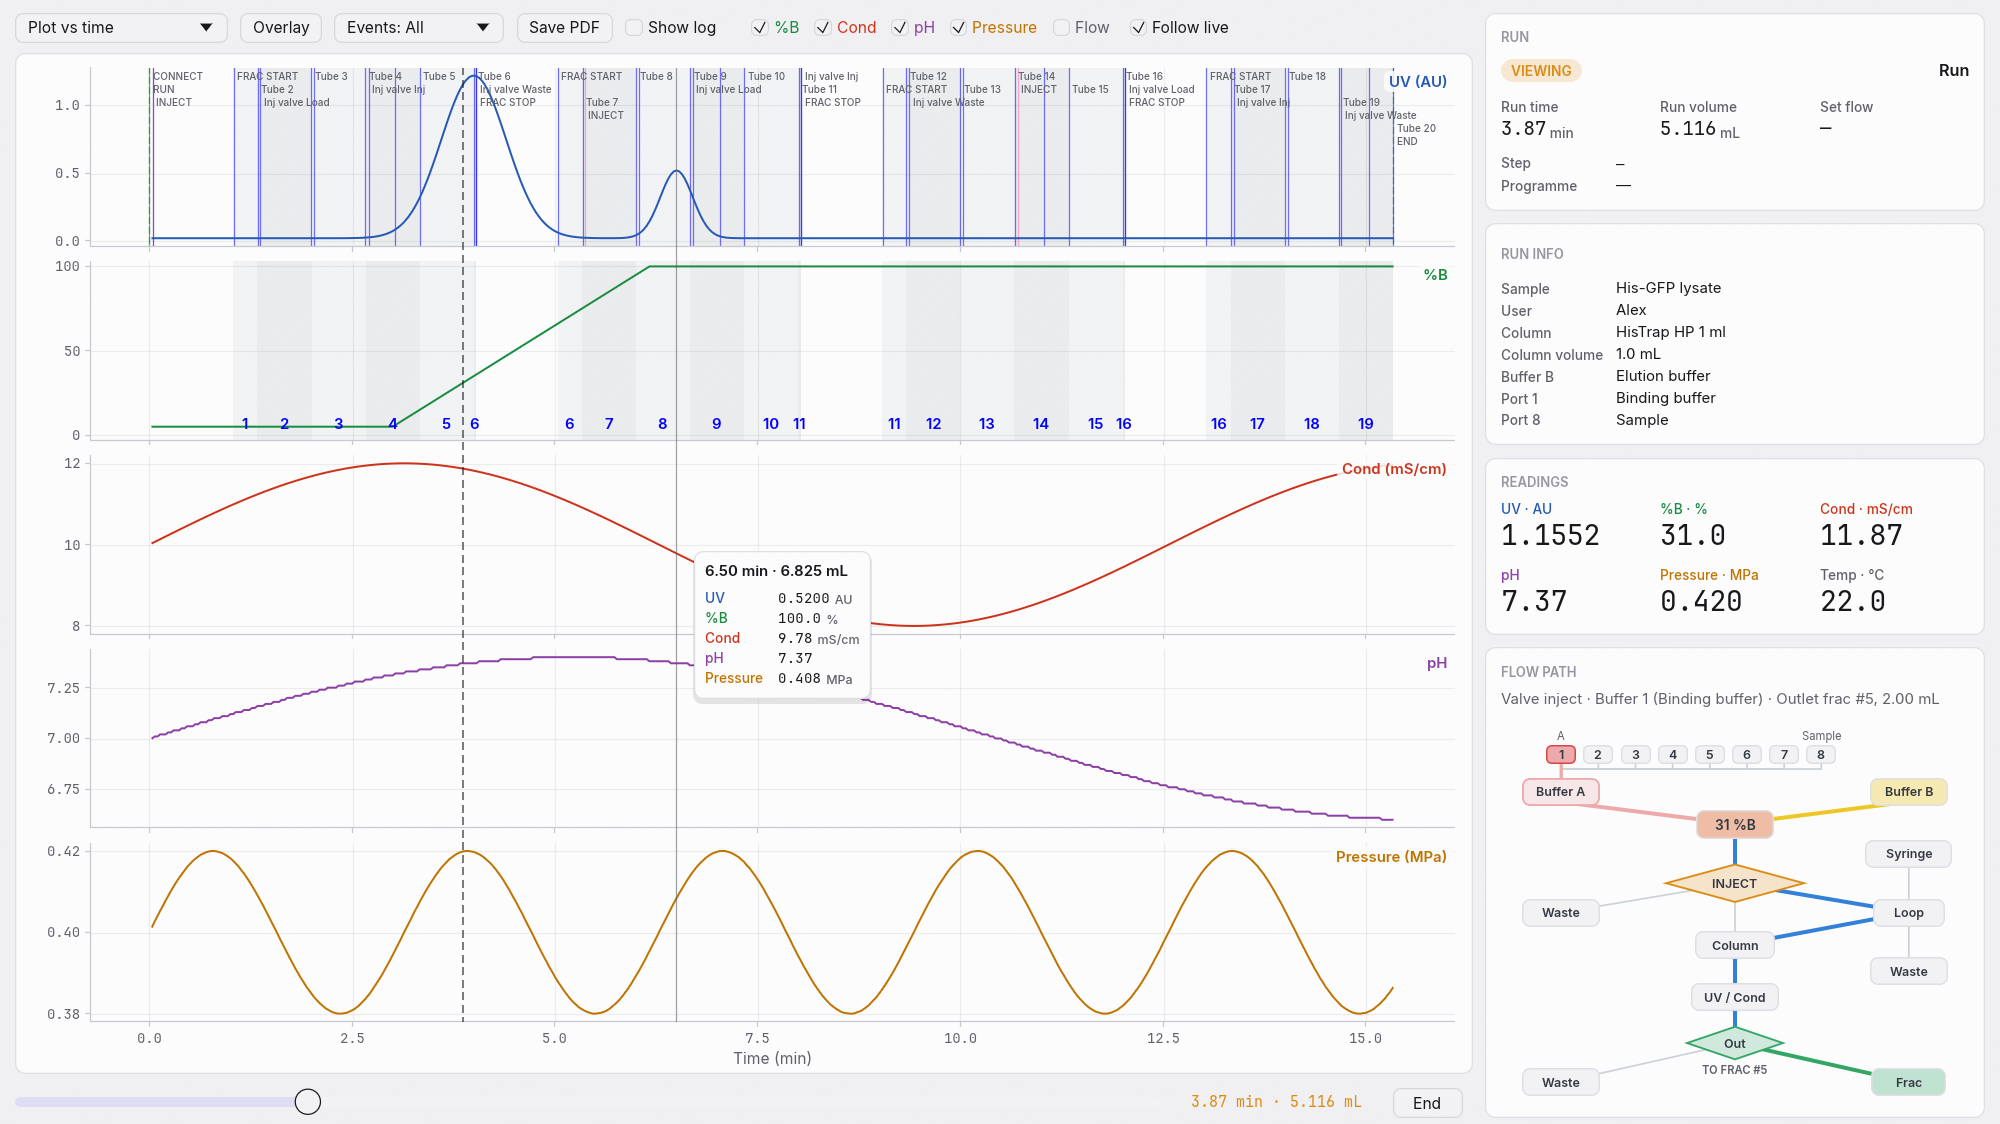 Plot vs time
Overlay
Events: All
Save PDF
Show log
%B
Cond
pH
Pressure
Flow
Follow live
CONNECT
RUN
INJECT
FRAC START
Tube 2
Inj valve Load
Tube 3
Tube 4
Inj valve Inj
Tube 5
Tube 6
Inj valve Waste
FRAC STOP
FRAC START
Tube 7
INJECT
Tube 8
Tube 9
Inj valve Load
Tube 10
Inj valve Inj
Tube 11
FRAC STOP
Tube 12
FRAC START
Inj valve Waste
Tube 13
Tube 14
INJECT
Tube 15
Tube 16
Inj valve Load
FRAC STOP
FRAC START
Tube 17
Inj valve Inj
Tube 18
Tube 19
Inj valve Waste
Tube 20
END
UV (AU)
1.0
0.5
0.0
%B
100
50
0
1 2 3 4 5 6 6 7 8 9 10 11 11 12 13 14 15 16 16 17 18 19
Cond (mS/cm)
12
10
8
6.50 min · 6.825 mL
UV 0.5200 AU
%B 100.0 %
Cond 9.78 mS/cm
pH 7.37
Pressure 0.408 MPa
pH
7.25
7.00
6.75
Pressure (MPa)
0.42
0.40
0.38
0.0 2.5 5.0 7.5 10.0 12.5 15.0
Time (min)
3.87 min · 5.116 mL
End
RUN
VIEWING
Run
Run time Run volume Set flow
3.87 min 5.116 mL –
Step –
Programme —
RUN INFO
Sample His-GFP lysate
User Alex
Column HisTrap HP 1 ml
Column volume 1.0 mL
Buffer B Elution buffer
Port 1 Binding buffer
Port 8 Sample
READINGS
UV · AU %B · % Cond · mS/cm
1.1552 31.0 11.87
pH Pressure · MPa Temp · °C
7.37 0.420 22.0
FLOW PATH
Valve inject · Buffer 1 (Binding buffer) · Outlet frac #5, 2.00 mL
A Sample
1 2 3 4 5 6 7 8
Buffer A
Buffer B
31 %B
Syringe
INJECT
Waste
Loop
Column
Waste
UV / Cond
Out
TO FRAC #5
Waste
Frac